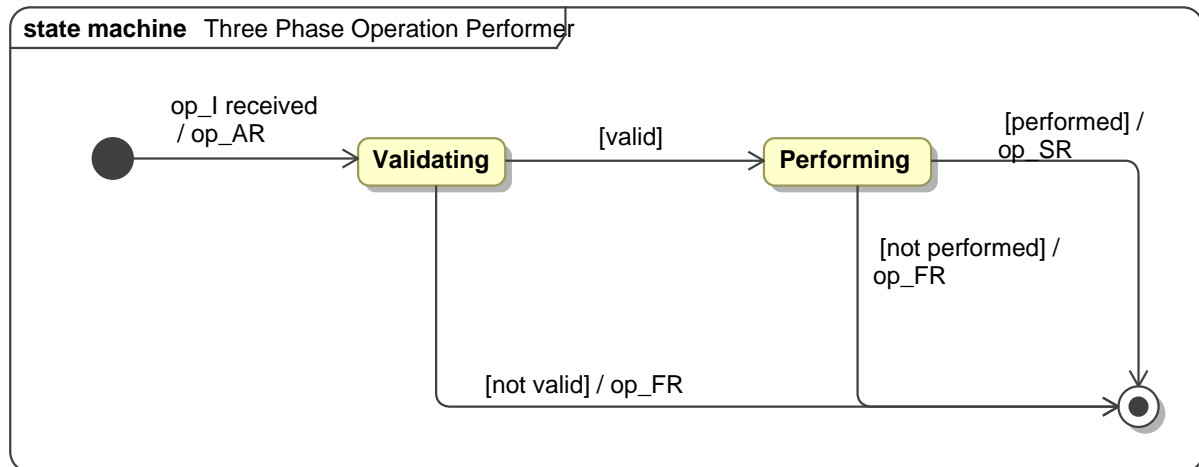 state machine Three Phase Operation Performer
op_I received
/ op_AR
Validating
[valid]
Performing
[performed] /
op_SR
[not performed] /
op_FR
[not valid] / op_FR